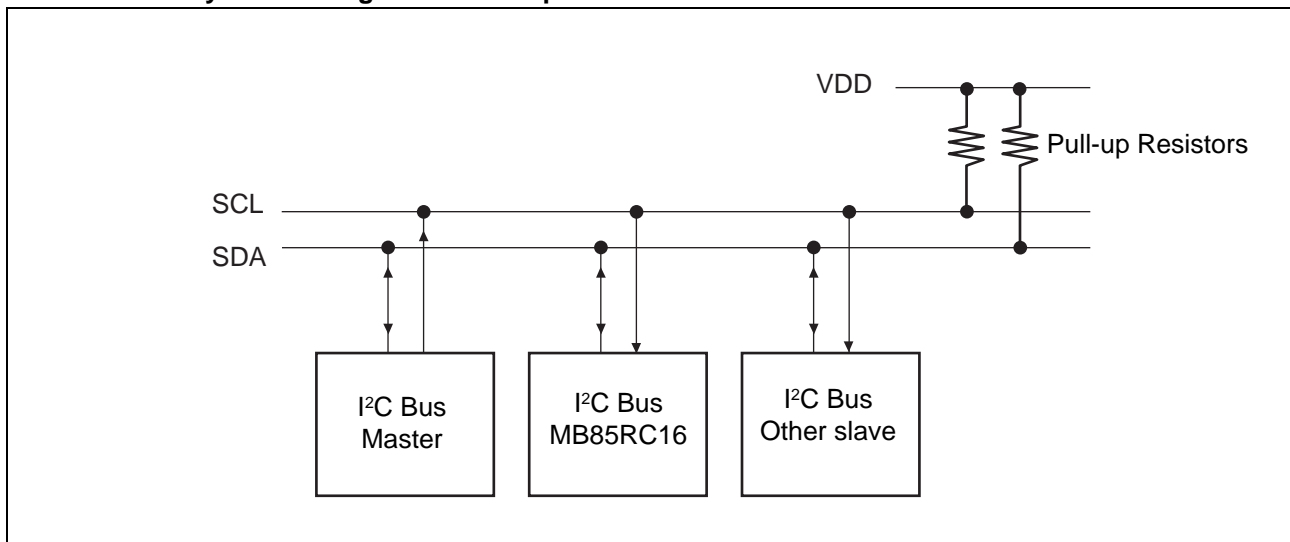 VDD
Pull-up Resistors
SCL
SDA
I²C Bus
Master
I²C Bus
MB85RC16
I²C Bus
Other slave